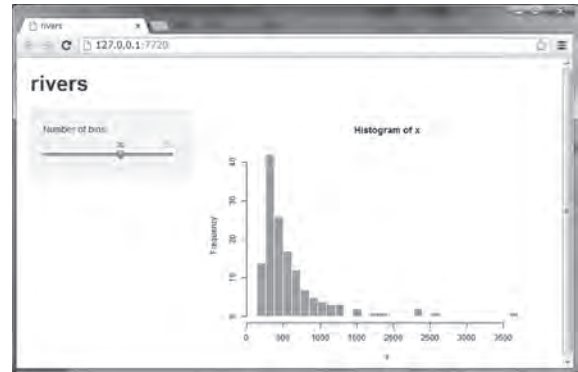 rivers
127.0.0.1:7720
rivers
Number of bins:
Histogram of x
Frequency
40
30
20
10
0
0 500 1000 1500 2000 2500 3000 3500
x